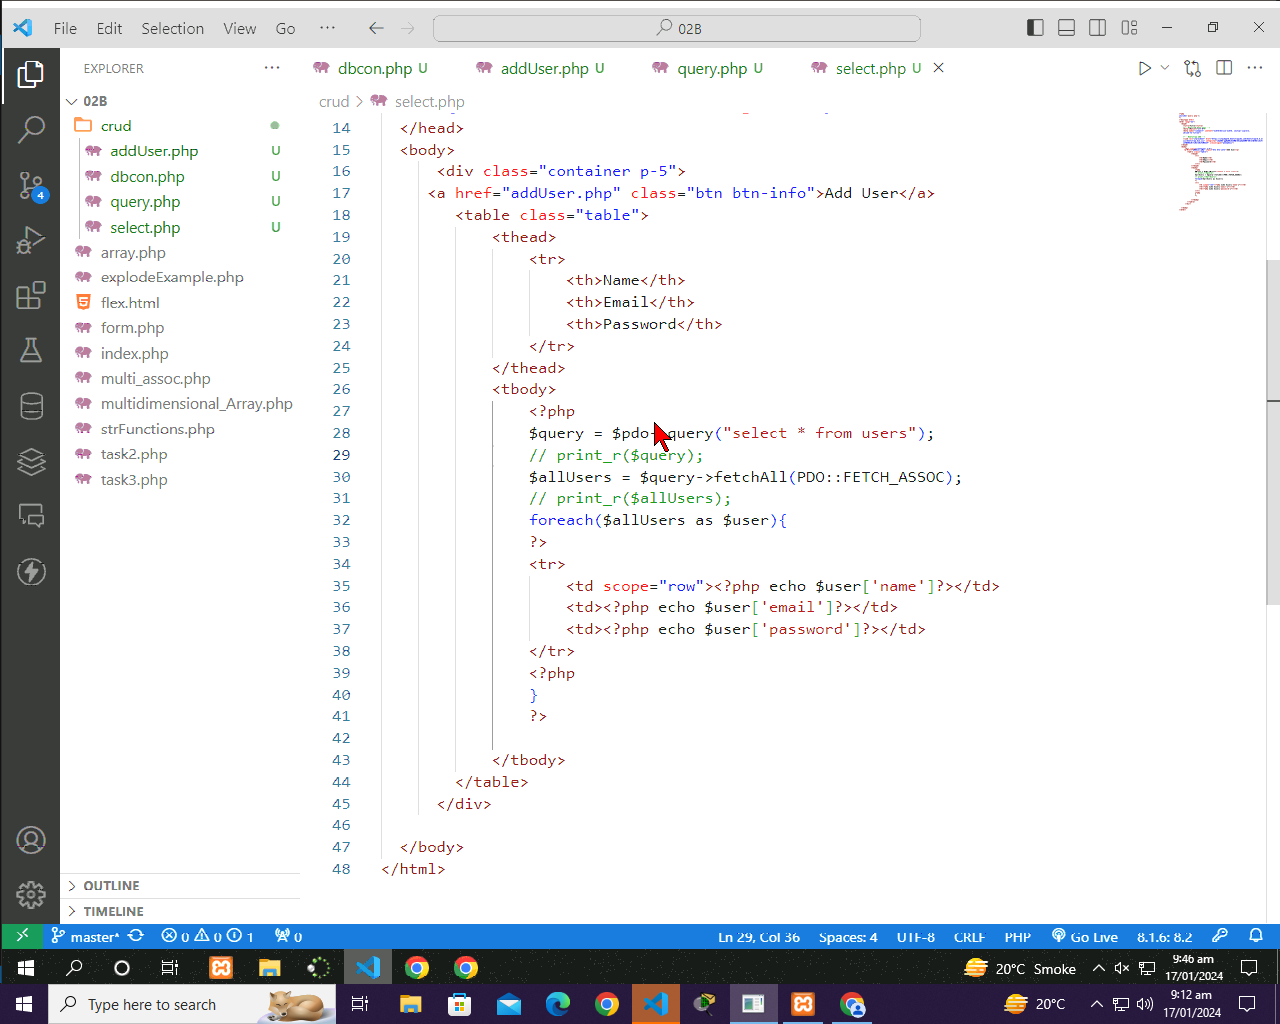 File Edit Selection View Go ··· 02B
EXPLORER ··· dbcon.php U addUser.php U query.php U select.php U
02B
crud > select.php
crud
addUser.php U
dbcon.php U
query.php U
select.php U
array.php
explodeExample.php
flex.html
form.php
index.php
multi_assoc.php
multidimensional_Array.php
strFunctions.php
task2.php
task3.php
4
14 </head>
15 <body>
16 <div class="container p-5">
17 <a href="addUser.php" class="btn btn-info">Add User</a>
18 <table class="table">
19 <thead>
20 <tr>
21 <th>Name</th>
22 <th>Email</th>
23 <th>Password</th>
24 </tr>
25 </thead>
26 <tbody>
27 <?php
28 $query = $pdo->query("select * from users");
29 // print_r($query);
30 $allUsers = $query->fetchAll(PDO::FETCH_ASSOC);
31 // print_r($allUsers);
32 foreach($allUsers as $user){
33 ?>
34 <tr>
35 <td scope="row"><?php echo $user['name']?></td>
36 <td><?php echo $user['email']?></td>
37 <td><?php echo $user['password']?></td>
38 </tr>
39 <?php
40 }
41 ?>
42
43 </tbody>
44 </table>
45 </div>
46
47 </body>
48 </html>
OUTLINE
TIMELINE
master* 0 0 1 0 Ln 29, Col 36 Spaces: 4 UTF-8 CRLF PHP Go Live 8.1.6: 8.2
20°C Smoke 9:46 am
17/01/2024
Type here to search 20°C 9:12 am
17/01/2024